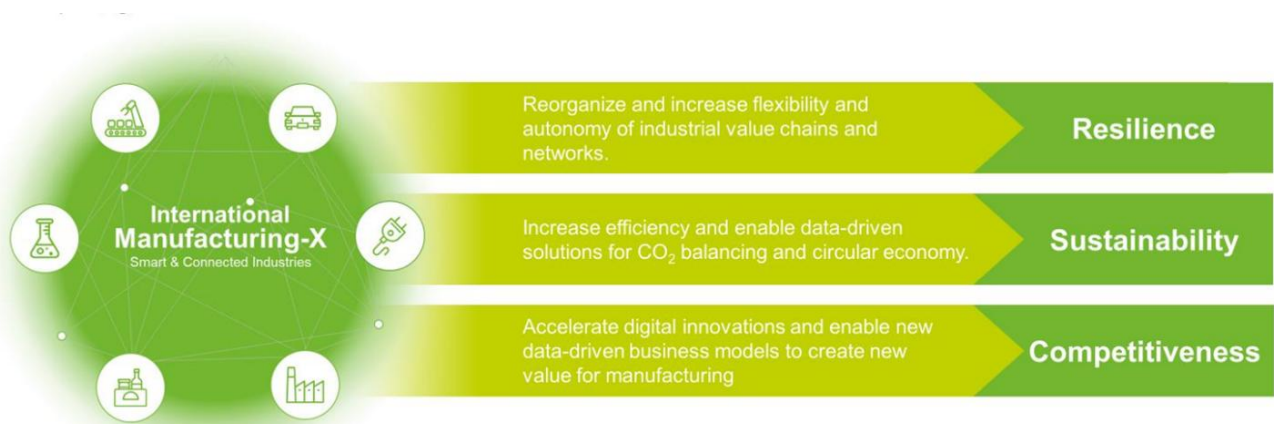 International
Manufacturing-X
Smart & Connected Industries
Reorganize and increase flexibility and
autonomy of industrial value chains and
networks.
Resilience
Increase efficiency and enable data-driven
solutions for CO₂ balancing and circular economy.
Sustainability
Accelerate digital innovations and enable new
data-driven business models to create new
value for manufacturing
Competitiveness